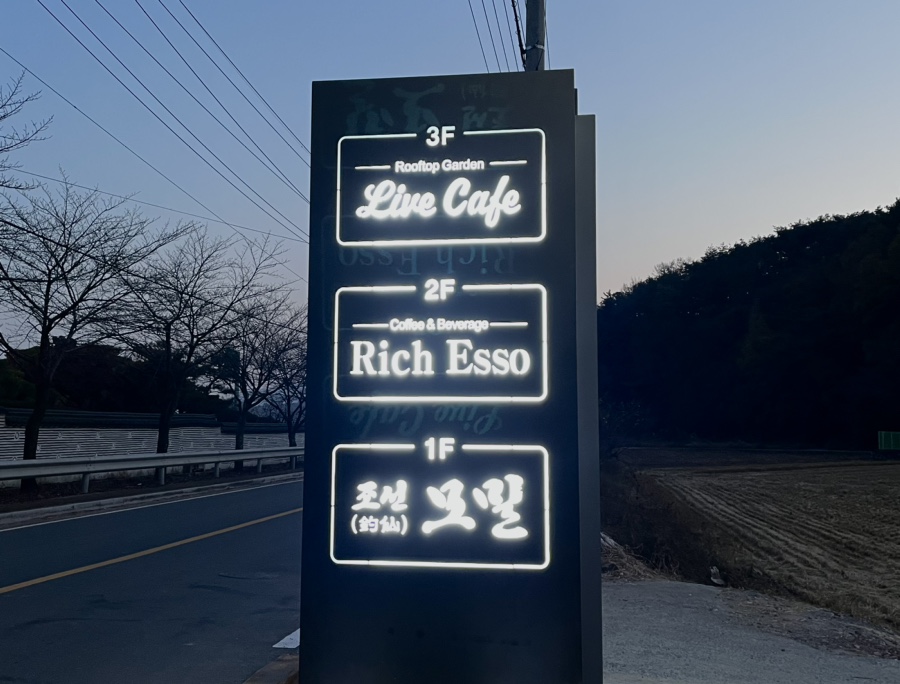 3F
Rooftop Garden
Live Cafe
2F
Coffee & Beverage
Rich Esso
1F
조선 모밀
(釣仙)